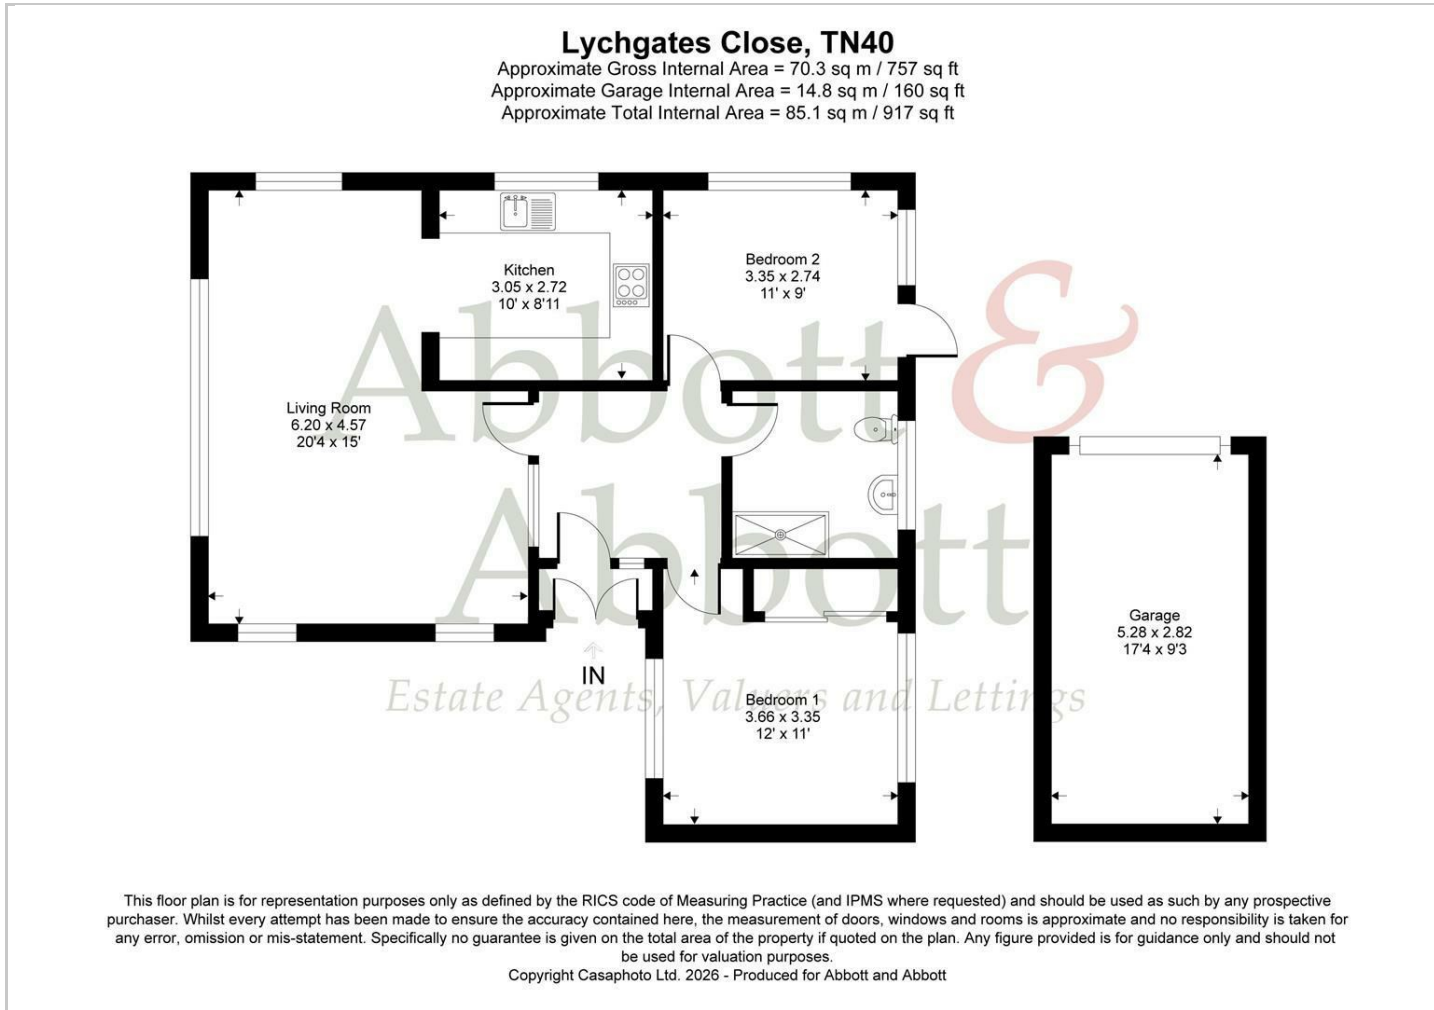 Lychgates Close, TN40
Approximate Gross Internal Area = 70.3 sq m / 757 sq ft
Approximate Garage Internal Area = 14.8 sq m / 160 sq ft
Approximate Total Internal Area = 85.1 sq m / 917 sq ft
Kitchen
3.05 x 2.72
10' x 8'11
Bedroom 2
3.35 x 2.74
11' x 9'
Living Room
6.20 x 4.57
20'4 x 15'
Abbott &
Abbott
Estate Agents, Valuers and Lettings
IN
Bedroom 1
3.66 x 3.35
12' x 11'
Garage
5.28 x 2.82
17'4 x 9'3
This floor plan is for representation purposes only as defined by the RICS code of Measuring Practice (and IPMS where requested) and should be used as such by any prospective
purchaser. Whilst every attempt has been made to ensure the accuracy contained here, the measurement of doors, windows and rooms is approximate and no responsibility is taken for
any error, omission or mis-statement. Specifically no guarantee is given on the total area of the property if quoted on the plan. Any figure provided is for guidance only and should not
be used for valuation purposes.
Copyright Casaphoto Ltd. 2026 - Produced for Abbott and Abbott